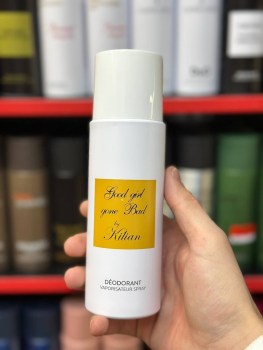 Good girl
gone Bad
by
Kilian
DÉODORANT
VAPORISATEUR SPRAY